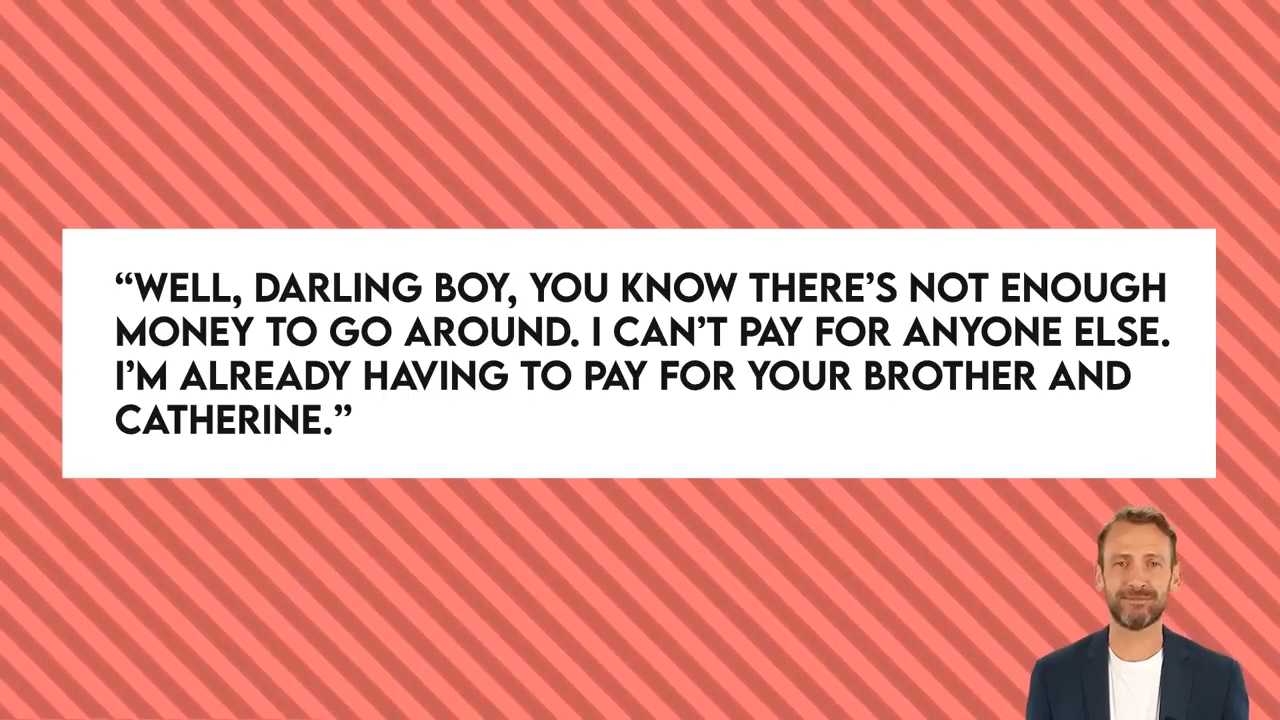 “WELL, DARLING BOY, YOU KNOW THERE’S NOT ENOUGH
MONEY TO GO AROUND. I CAN’T PAY FOR ANYONE ELSE.
I’M ALREADY HAVING TO PAY FOR YOUR BROTHER AND
CATHERINE.”